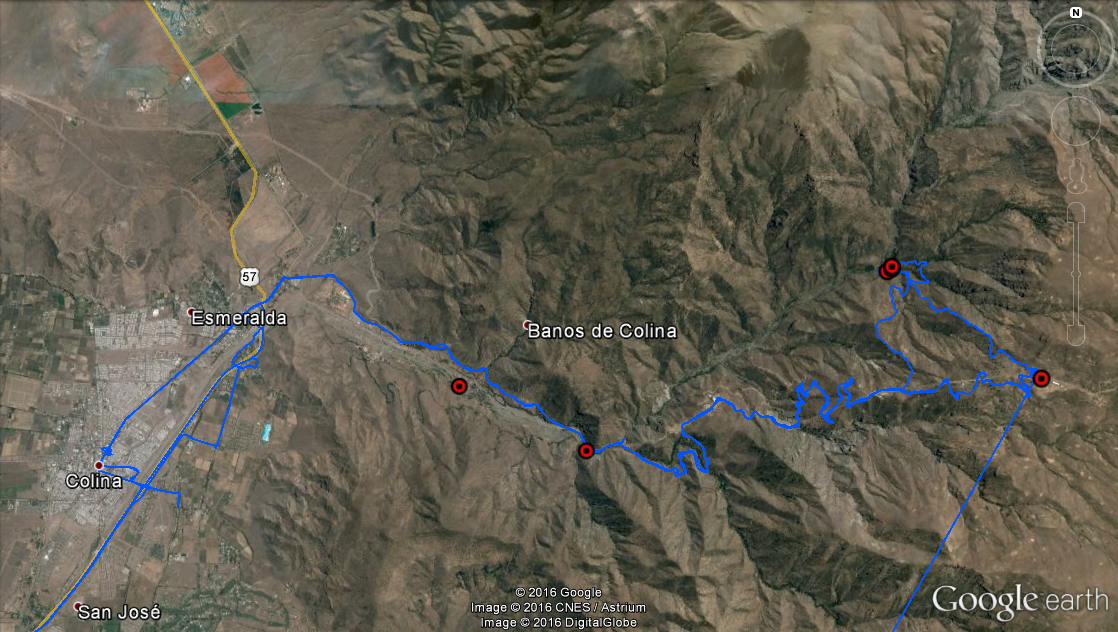 N
57
Esmeralda
Banos de Colina
Colina
San José
© 2016 Google
Image © 2016 CNES / Astrium
Image © 2016 DigitalGlobe
Google earth